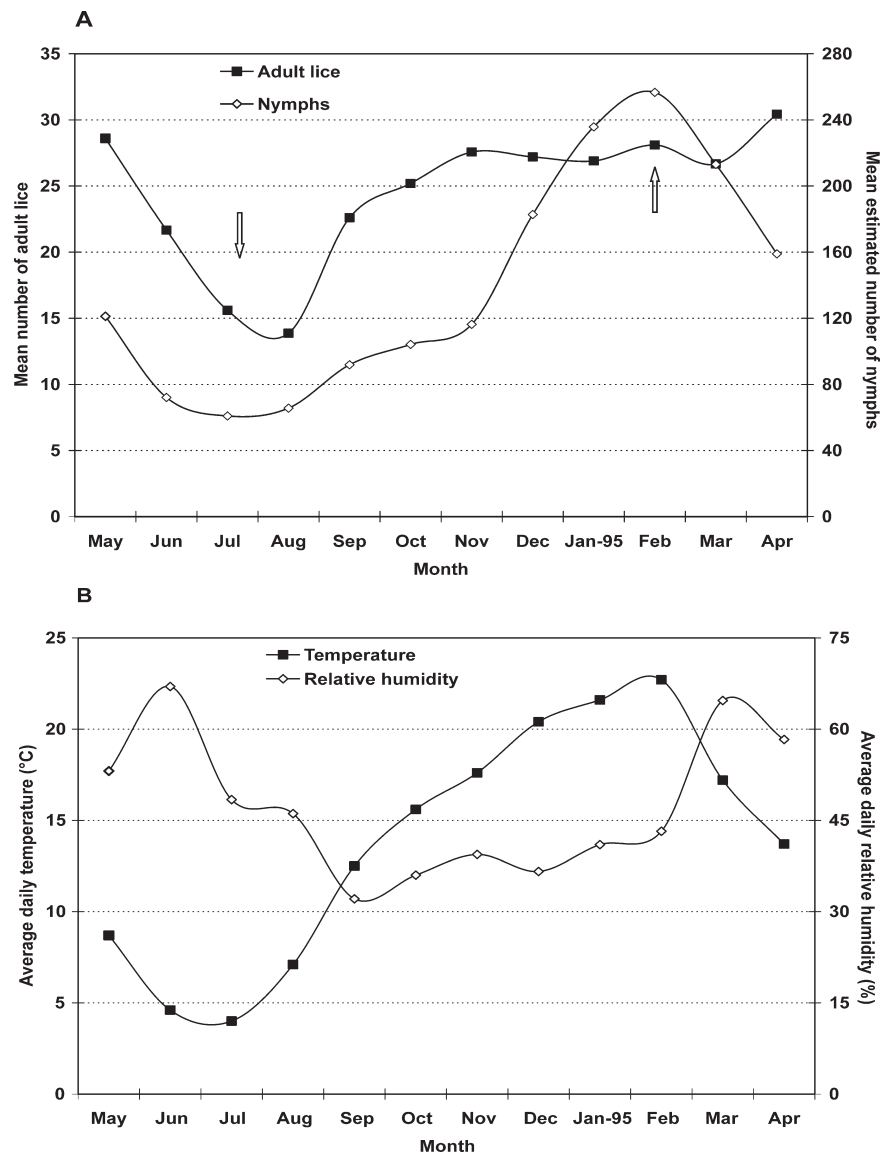 A
Adult lice
Nymphs
35
30
25
20
15
10
5
0
280
240
200
160
120
80
40
0
Mean number of adult lice
Mean estimated number of nymphs
May Jun Jul Aug Sep Oct Nov Dec Jan-95 Feb Mar Apr
Month
B
Temperature
Relative humidity
25
20
15
10
5
0
75
60
45
30
15
0
Average daily temperature (°C)
Average daily relative
humidity (%)
May Jun Jul Aug Sep Oct Nov Dec Jan-95 Feb Mar Apr
Month